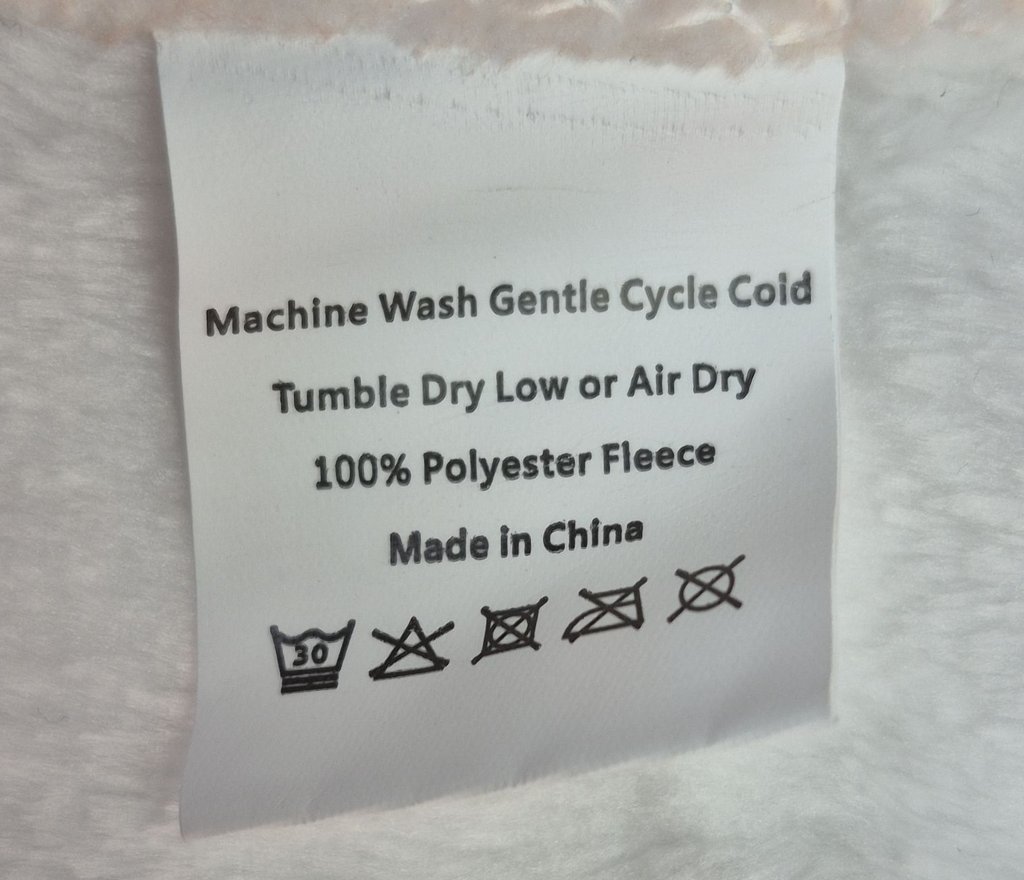 Machine Wash Gentle Cycle Cold
Tumble Dry Low or Air Dry
100% Polyester Fleece
Made in China
30